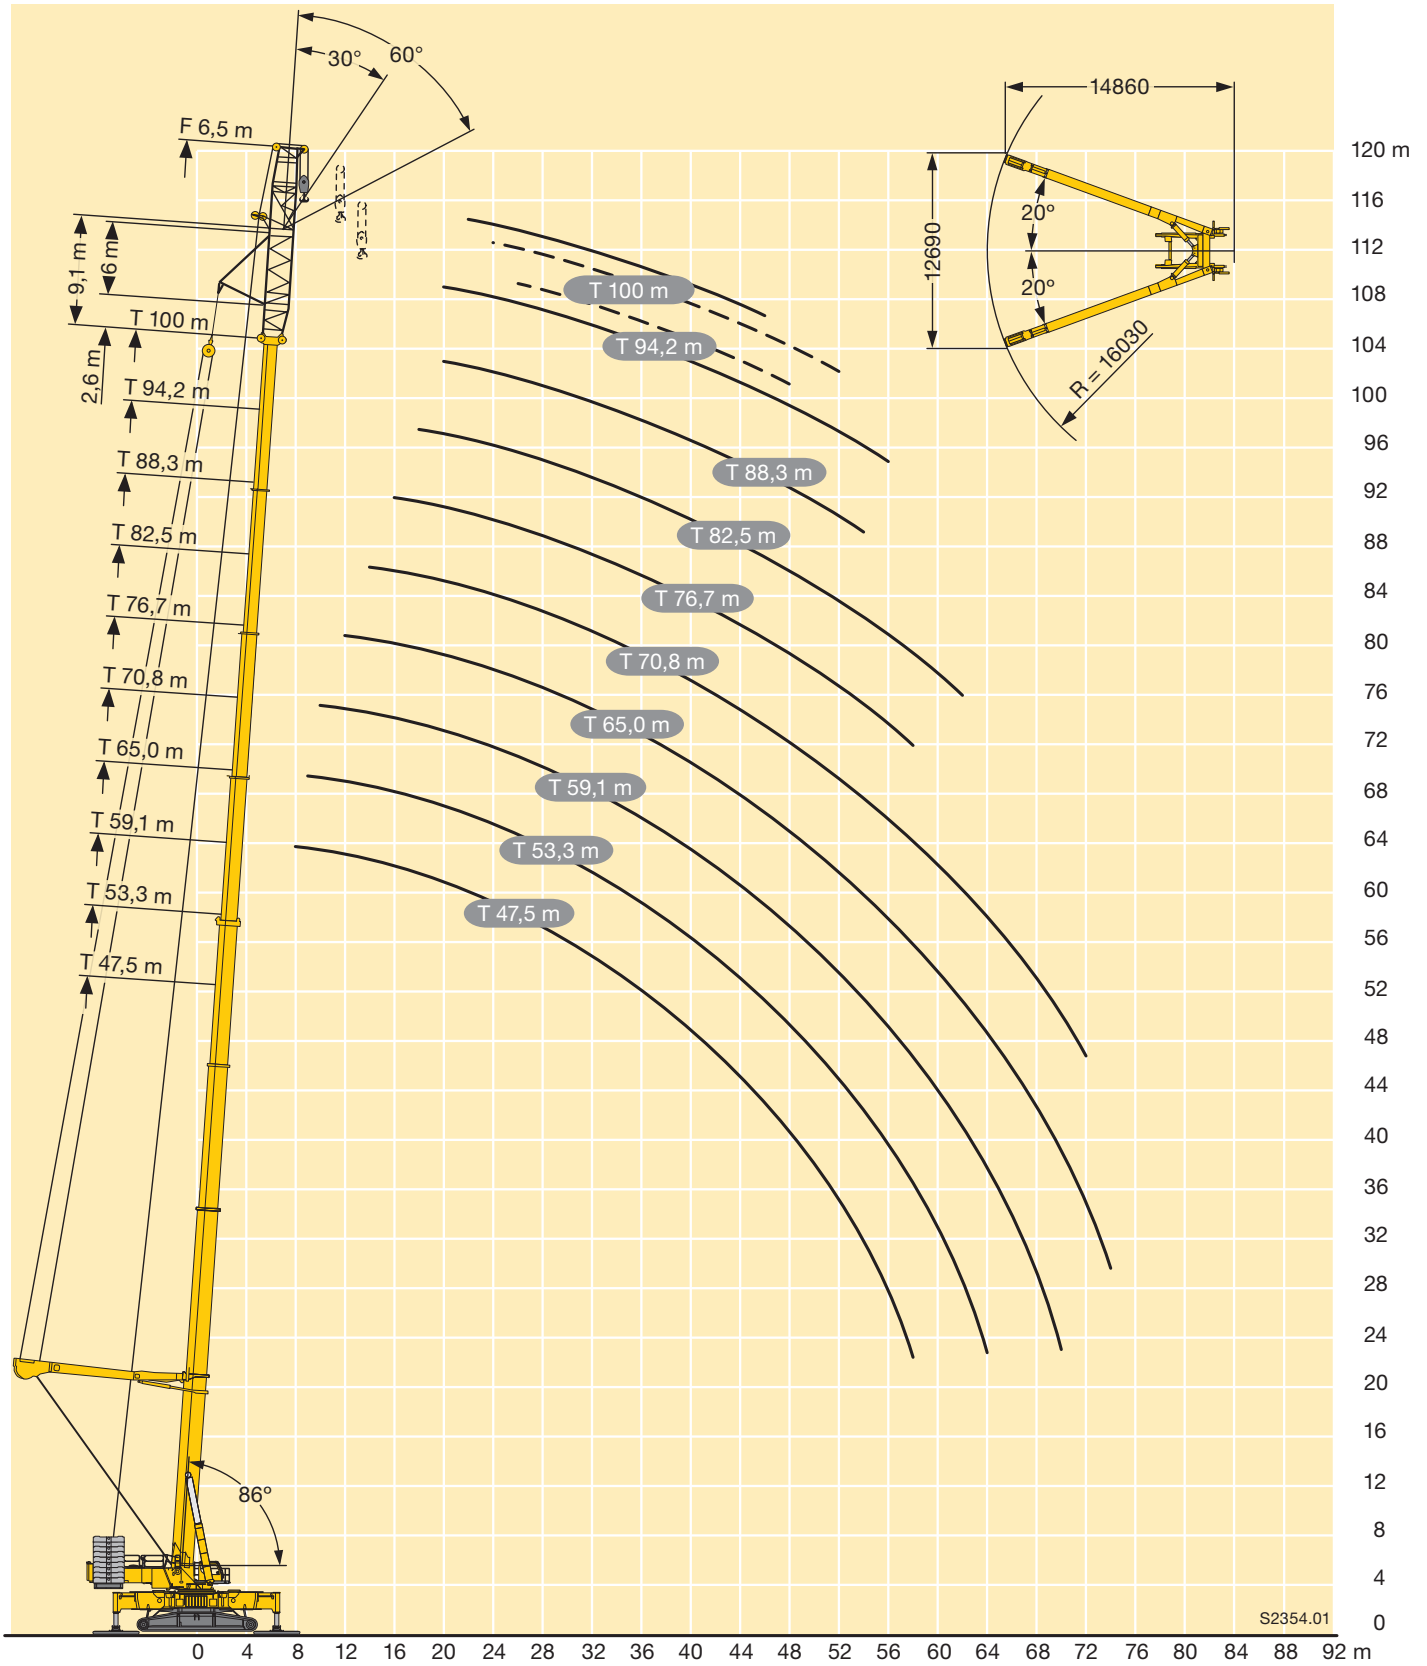 60°
30°
14860
F 6,5 m
120 m
116
20°
112
12690
9,1 m
6 m
20°
108
T 100 m
T 100 m
R = 16030
104
T 94,2 m
2,6 m
T 94,2 m
100
96
T 88,3 m
T 88,3 m
92
T 82,5 m
T 82,5 m
88
84
T 76,7 m
T 76,7 m
80
T 70,8 m
T 70,8 m
76
T 65,0 m
T 65,0 m
72
68
T 59,1 m
T 59,1 m
64
T 53,3 m
T 53,3 m
60
T 47,5 m
56
T 47,5 m
52
48
44
40
36
32
28
24
20
16
12
86°
8
4
S2354.01
0
0 4 8 12 16 20 24 28 32 36 40 44 48 52 56 60 64 68 72 76 80 84 88 92 m